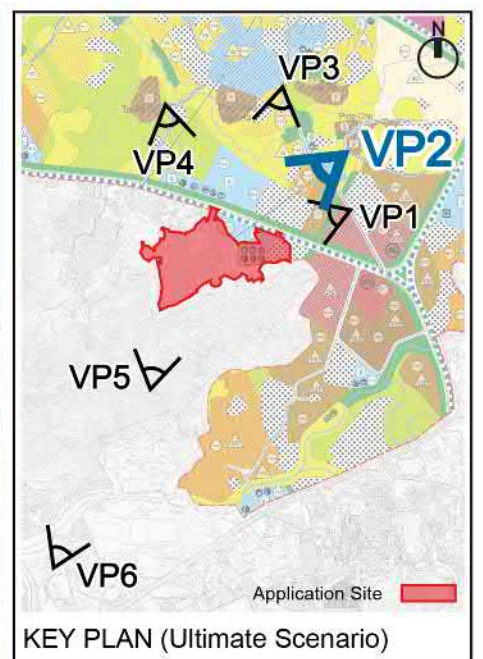 N
VP3
VP4
VP2
VP1
VP5
VP6
Application Site
KEY PLAN (Ultimate Scenario)